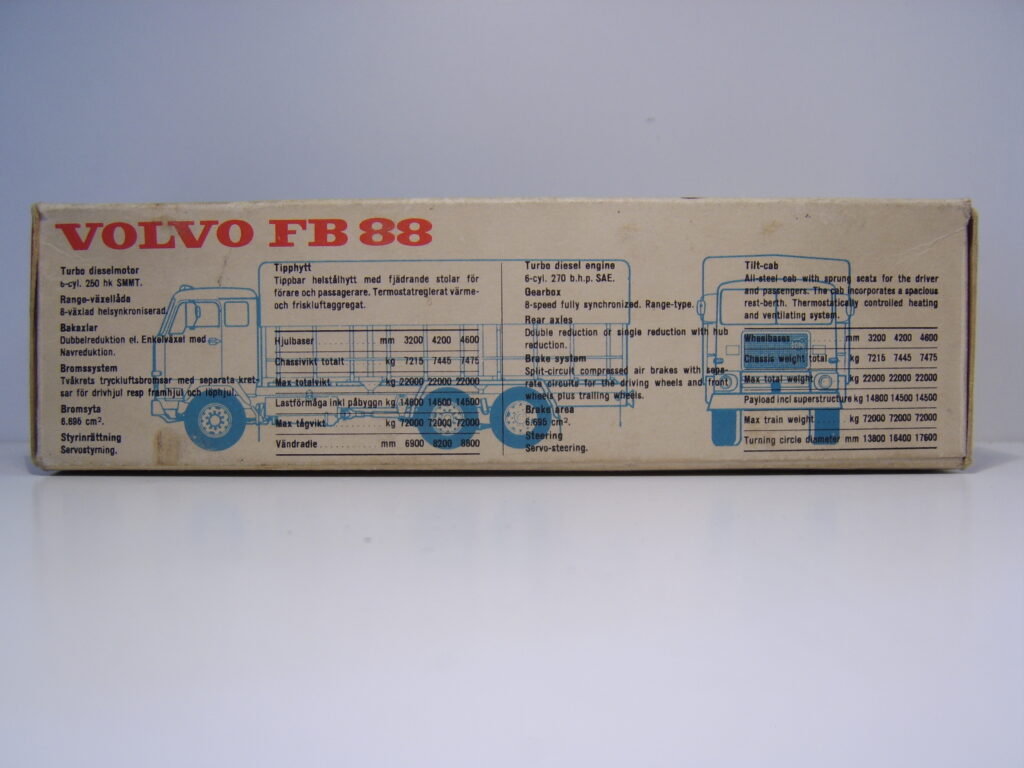 VOLVO FB 88
Turbo dieselmotor
6-cyl. 250 hk SMMT.
Range-växellåda
8-växlad helsynkroniserad.
Bakaxlar
Dubbelreduktion el. Enkelväxel med
Navreduktion.
Bromssystem
Tvåkrets tryckluftsbromsar med separata kret-
sar för drivhjul resp framhjul och löphjul.
Bromsyta
6.696 cm².
Styrinrättning
Servostyrning.
Tipphytt
Tippbar helstålhytt med fjädrande stolar för
förare och passagerare. Termostatreglerat värme-
och friskluftaggregat.
Hjulbaser mm 3200 4200 4600
Chassivikt totalt kg 7215 7445 7475
Max totalvikt kg 22000 22000 22000
Lastförmåga inkl påbyggn kg 14800 14500 14500
Max tågvikt kg 72000 72000 72000
Vändradie mm 6900 8200 8800
Turbo diesel engine
6-cyl. 270 b.h.p. SAE.
Gearbox
8-speed fully synchronized. Range-type.
Rear axles
Double reduction or single reduction with hub
reduction.
Brake system
Split-circuit compressed air brakes with sepa-
rate circuits for the driving wheels and front
wheels plus trailing wheels.
Brake area
6.696 cm².
Steering
Servo-steering.
Tilt-cab
All-steel cab with sprung seats for the driver
and passengers. The cab incorporates a spacious
rest-berth. Thermostatically controlled heating
and ventilating system.
Wheelbases mm 3200 4200 4600
Chassis weight total kg 7215 7445 7475
Max total weight kg 22000 22000 22000
Payload incl superstructure kg 14800 14500 14500
Max train weight kg 72000 72000 72000
Turning circle diameter mm 13800 16400 17600